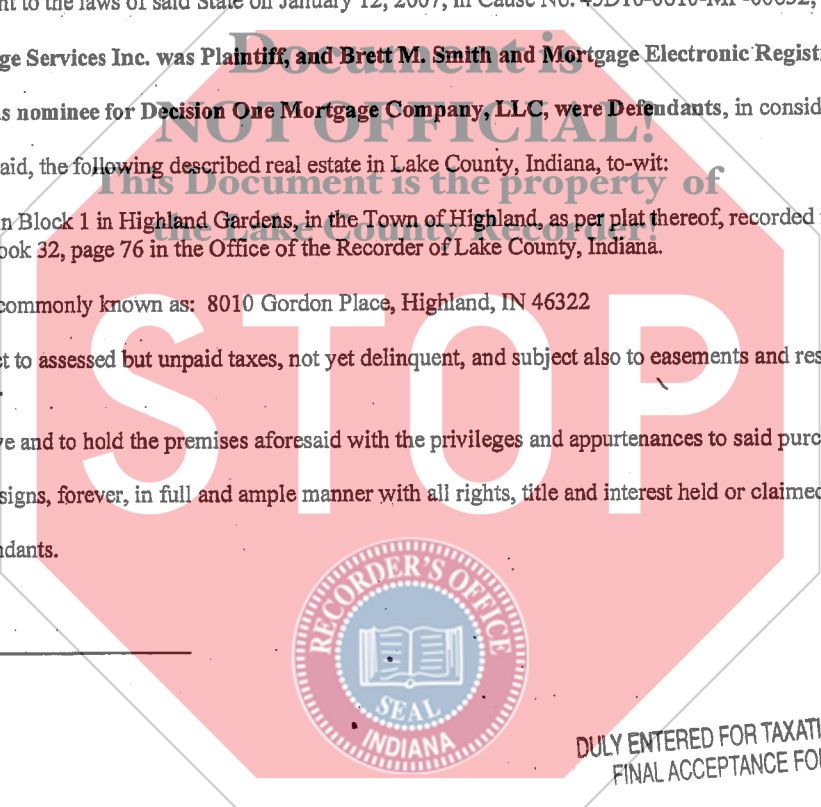 nt to the laws of said State on January 12, 2007, in Cause No.
ge Services Inc. was Plaintiff, and Brett M. Smith and Mortgage Electronic Regist
s nominee for Decision One Mortgage Company, LLC, were Defendants, in consid
aid, the following described real estate in Lake County, Indiana, to-wit:
n Block 1 in Highland Gardens, in the Town of Highland, as per plat thereof, recorded
ook 32, page 76 in the Office of the Recorder of Lake County, Indiana.
commonly known as: 8010 Gordon Place, Highland, IN 46322
ct to assessed but unpaid taxes, not yet delinquent, and subject also to easements and res
ve and to hold the premises aforesaid with the privileges and appurtenances to said purc
signs, forever, in full and ample manner with all rights, title and interest held or claimed
ndants.
Document is
NOT OFFICIAL!
This Document is the property of
the Lake County Recorder!
STOP
RECORDER'S OFFICE
SEAL
INDIANA
DULY ENTERED FOR TAXATI
FINAL ACCEPTANCE FO